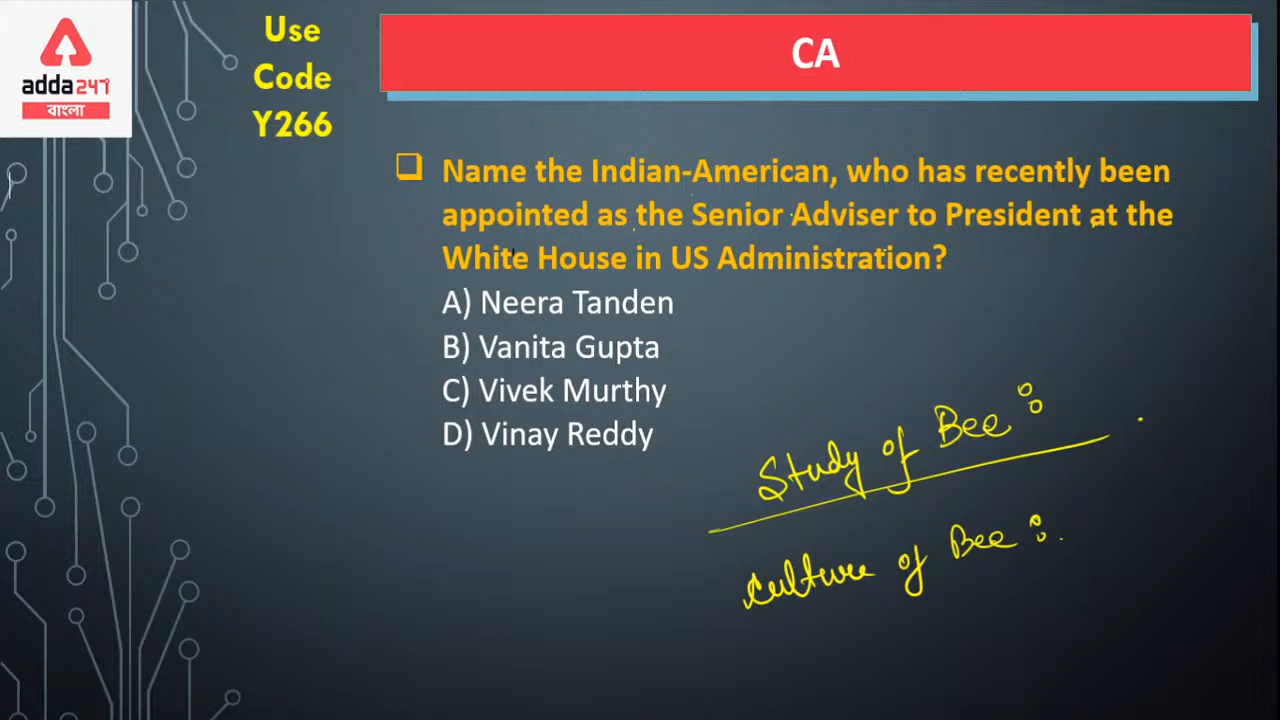 adda247
বাংলা
Use
Code
Y266
CA
Name the Indian-American, who has recently been
appointed as the Senior Adviser to President at the
White House in US Administration?
A) Neera Tanden
B) Vanita Gupta
C) Vivek Murthy
D) Vinay Reddy
Study of Bee :
Culture of Bee :